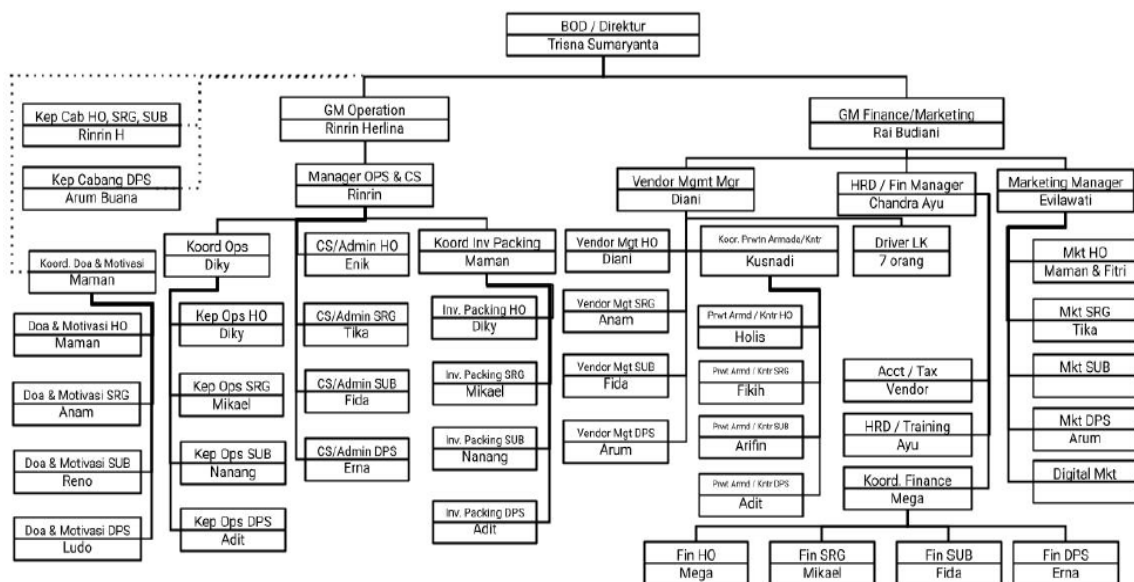 BOD / Direktur
Trisna Sumaryanta
Kep Cab HO, SRG, SUB
Rinrin H
Kep Cabang DPS
Arum Buana
GM Operation
Rinrin Herlina
GM Finance/Marketing
Rai Budiani
Manager OPS & CS
Rinrin
Vendor Mgmt Mgr
Diani
HRD / Fin Manager
Chandra Ayu
Marketing Manager
Evilawati
Koord. Doa & Motivasi
Maman
Koord Ops
Diky
CS/Admin HO
Enik
Koord Inv Packing
Maman
Vendor Mgt HO
Diani
Koor. Prwtn Armada/Kntr
Kusnadi
Driver LK
7 orang
Mkt HO
Maman & Fitri
Doa & Motivasi HO
Maman
Kep Ops HO
Diky
CS/Admin SRG
Tika
Inv. Packing HO
Diky
Vendor Mgt SRG
Anam
Prwt Armd / Kntr HO
Holis
Mkt SRG
Tika
Doa & Motivasi SRG
Anam
Kep Ops SRG
Mikael
CS/Admin SUB
Fida
Inv. Packing SRG
Mikael
Vendor Mgt SUB
Fida
Prwt Armd / Kntr SRG
Fikih
Acct / Tax
Vendor
Mkt SUB
Doa & Motivasi SUB
Reno
Kep Ops SUB
Nanang
CS/Admin DPS
Erna
Inv. Packing SUB
Nanang
Vendor Mgt DPS
Arum
Prwt Armd / Kntr SUB
Arifin
HRD / Training
Ayu
Mkt DPS
Arum
Doa & Motivasi DPS
Ludo
Kep Ops DPS
Adit
Inv. Packing DPS
Adit
Prwt Armd / Kntr DPS
Adit
Koord. Finance
Mega
Digital Mkt
Fin HO
Mega
Fin SRG
Mikael
Fin SUB
Fida
Fin DPS
Erna